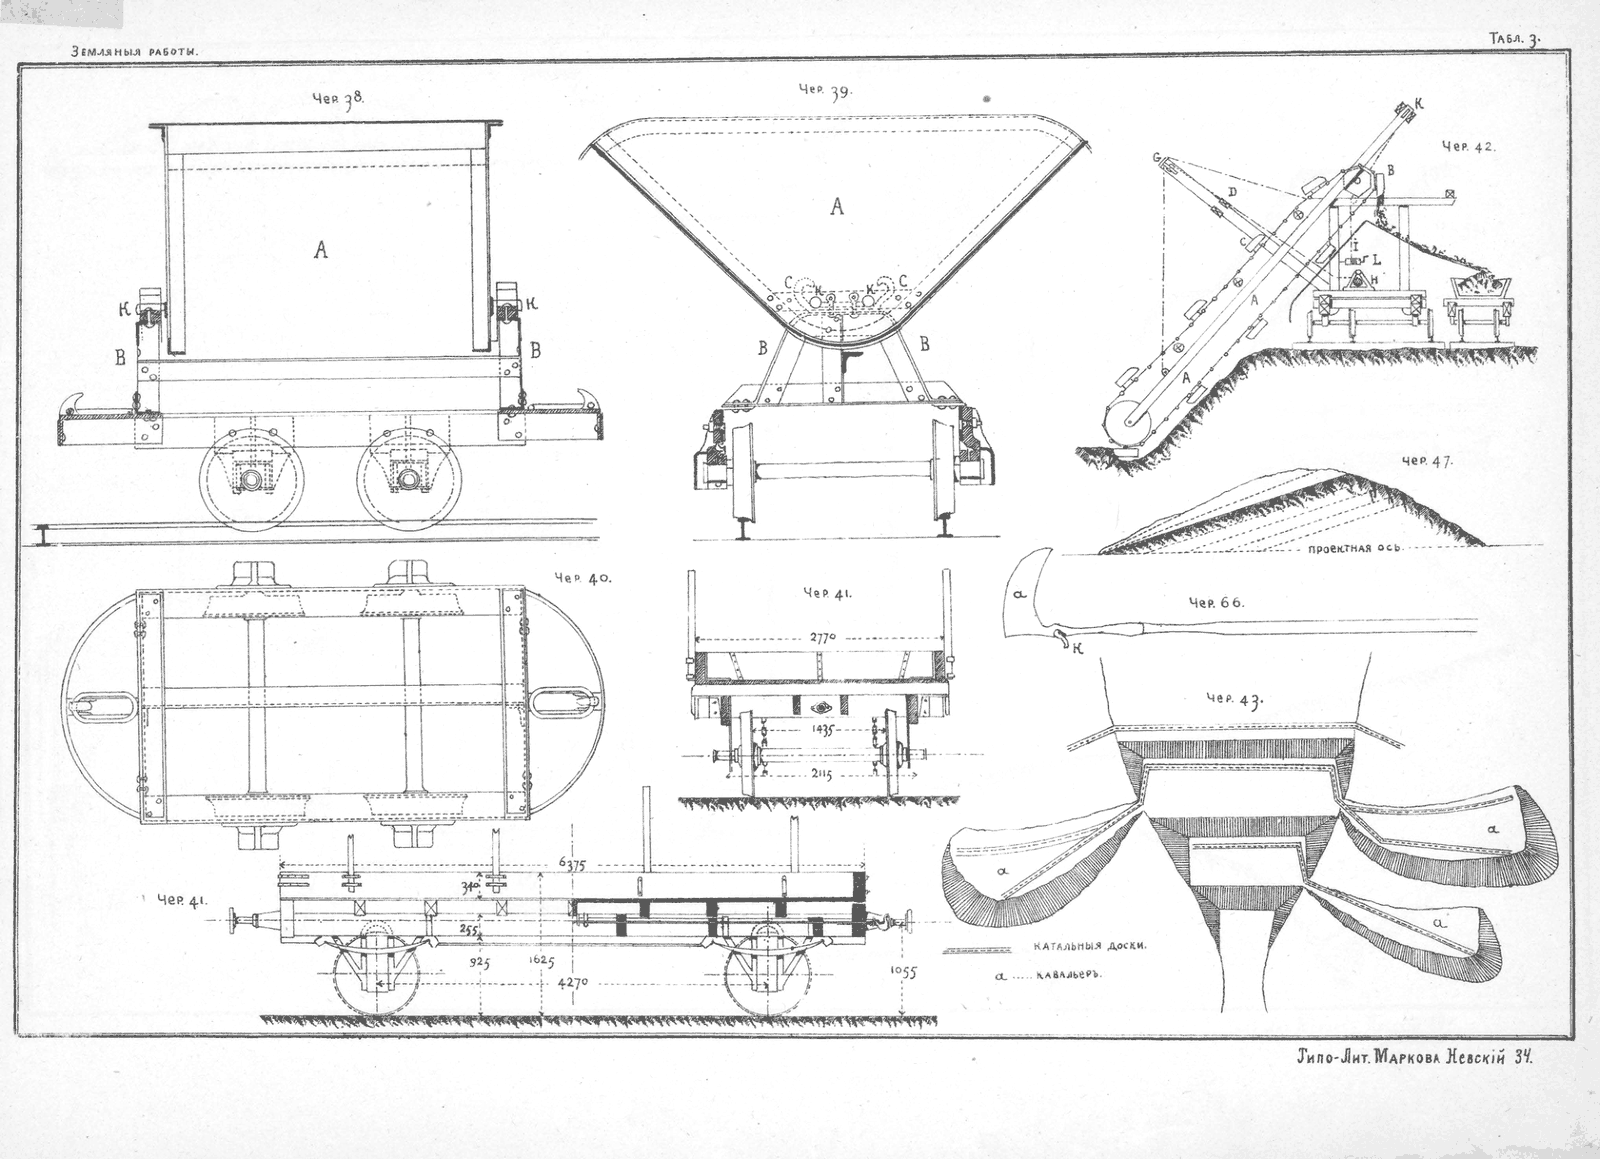 Земляныя работы.
Табл. 3.
Чер. 38.
A
K
K
B
B
Чер. 39.
A
C
K
K
C
B
B
Чер. 42.
K
G
D
B
C
I
L
H
A
A
Чер. 47.
проектная ось.
Чер. 40.
Чер. 41.
2770
1435
2115
Чер. 66.
а
К
Чер. 43.
а
а
а
катальныя доски.
а ..... кавальеръ.
Чер. 41.
6375
340
255
925
1625
4270
1055
Типо-Лит. Маркова Невскій 34.